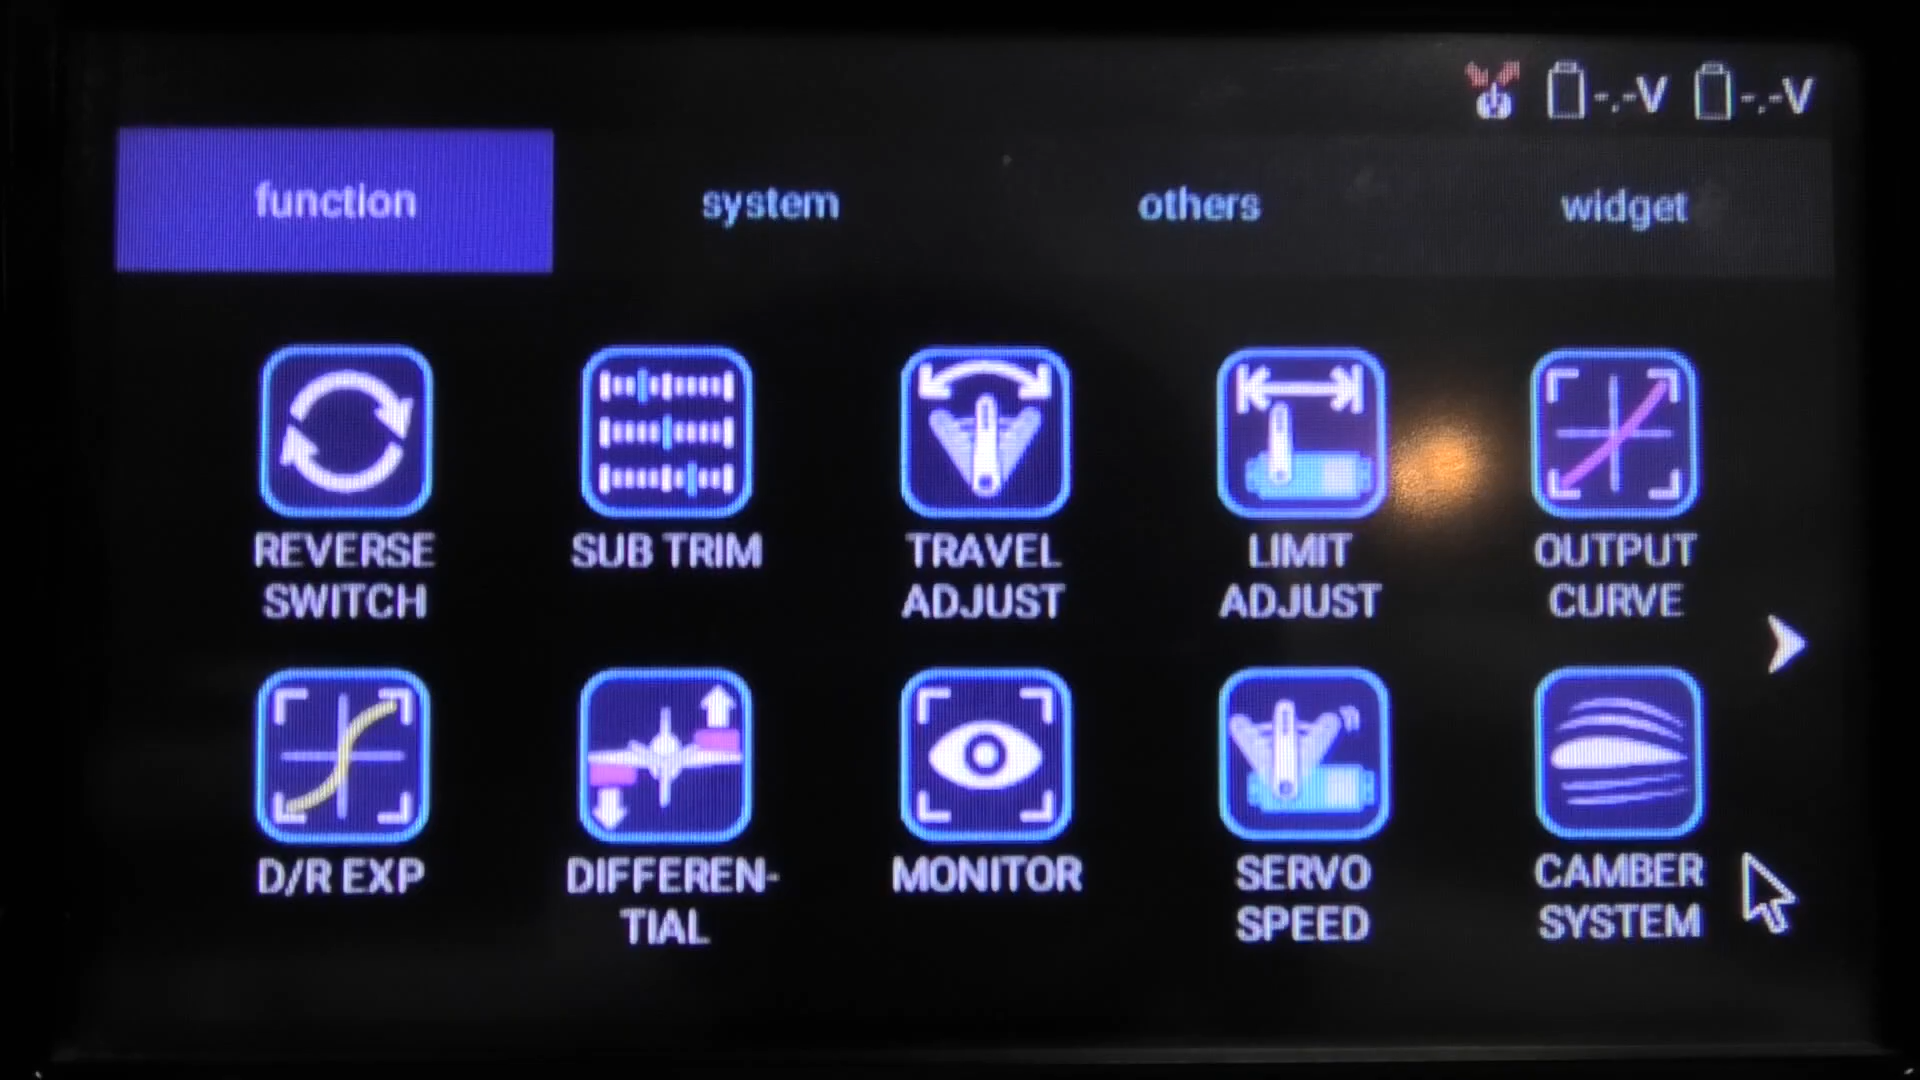 -.-V -.-V
function system others widget
REVERSE SUB TRIM TRAVEL LIMIT OUTPUT
SWITCH ADJUST ADJUST CURVE
D/R EXP DIFFEREN- MONITOR SERVO CAMBER
TIAL SPEED SYSTEM